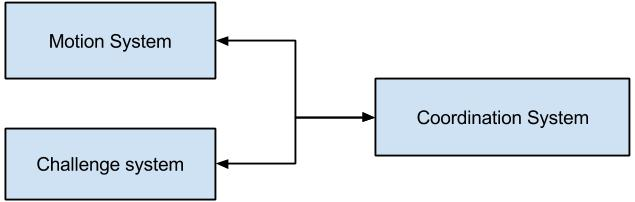 Motion System
Coordination System
Challenge system